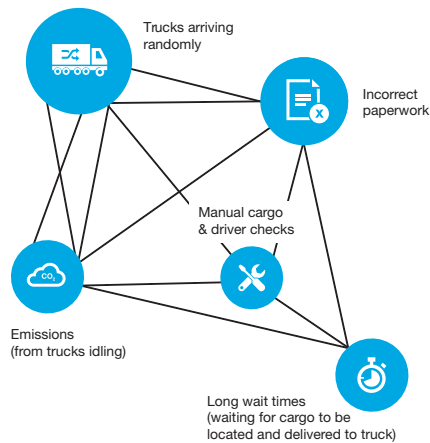 Trucks arriving
randomly
Incorrect
paperwork
X
Manual cargo
& driver checks
CO₂
Emissions
(from trucks idling)
Long wait times
(waiting for cargo to be
located and delivered to truck)